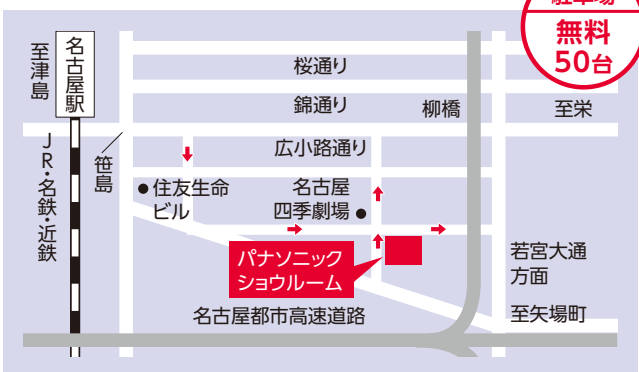 駐車場
無料
50台
名古屋駅
至津島
桜通り
錦通り
柳橋
至栄
広小路通り
笹島
JR・名鉄・近鉄
住友生命
ビル
名古屋
四季劇場
パナソニック
ショウルーム
若宮大通
方面
至矢場町
名古屋都市高速道路